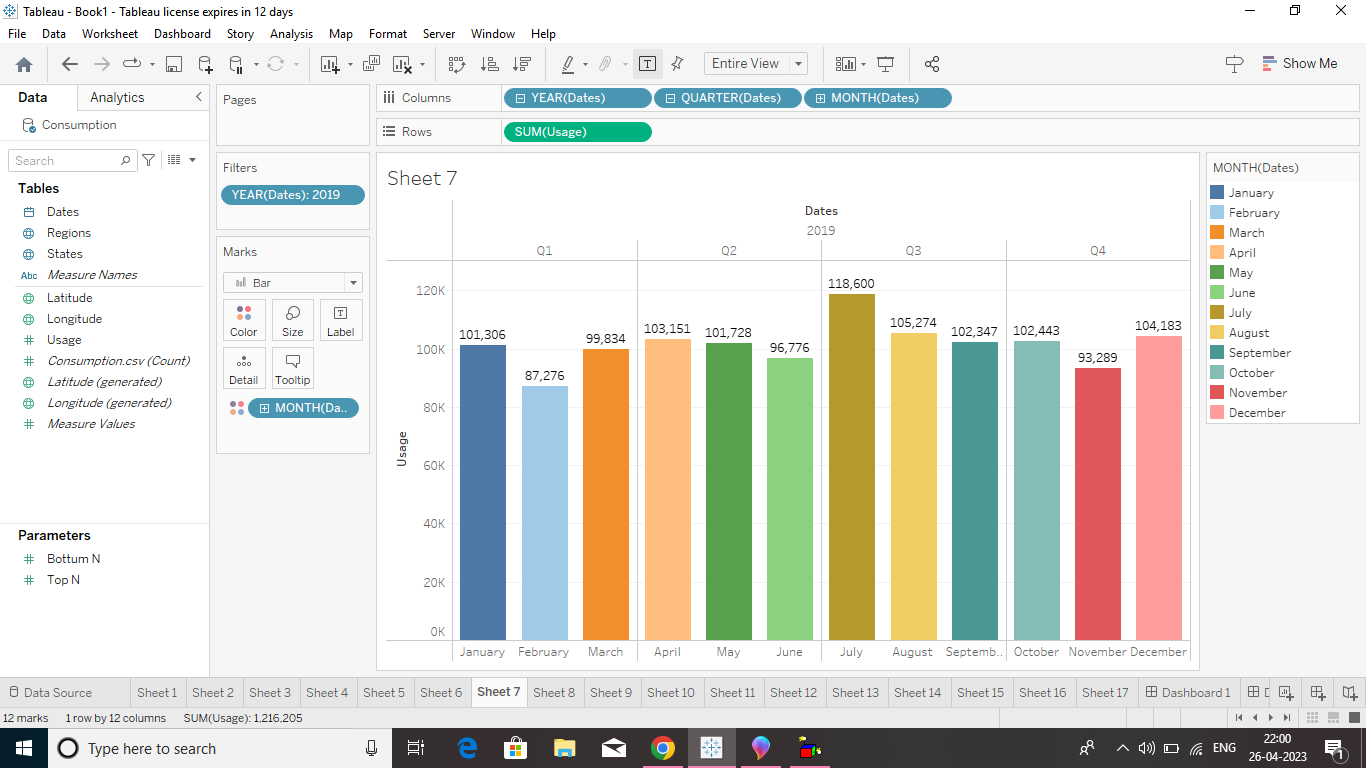 Tableau - Book1 - Tableau license expires in 12 days
File Data Worksheet Dashboard Story Analysis Map Format Server Window Help
Entire View
Show Me
Data Analytics
Consumption
Search
Tables
Dates
Regions
States
Abc Measure Names
Latitude
Longitude
Usage
Consumption.csv (Count)
Latitude (generated)
Longitude (generated)
Measure Values
Parameters
Bottum N
Top N
Pages
Filters
YEAR(Dates): 2019
Marks
Bar
Color Size Label
Detail Tooltip
MONTH(Da..
Columns YEAR(Dates) QUARTER(Dates) MONTH(Dates)
Rows SUM(Usage)
Sheet 7
Dates
2019
Q1 Q2 Q3 Q4
Usage
120K
100K
80K
60K
40K
20K
0K
101,306 87,276 99,834 103,151 101,728 96,776 118,600 105,274 102,347 102,443 93,289 104,183
January February March April May June July August Septemb.. October November December
MONTH(Dates)
January
February
March
April
May
June
July
August
September
October
November
December
Data Source Sheet 1 Sheet 2 Sheet 3 Sheet 4 Sheet 5 Sheet 6 Sheet 7 Sheet 8 Sheet 9 Sheet 10 Sheet 11 Sheet 12 Sheet 13 Sheet 14 Sheet 15 Sheet 16 Sheet 17 Dashboard 1
12 marks 1 row by 12 columns SUM(Usage): 1,216,205
Type here to search
ENG
22:00
26-04-2023
1